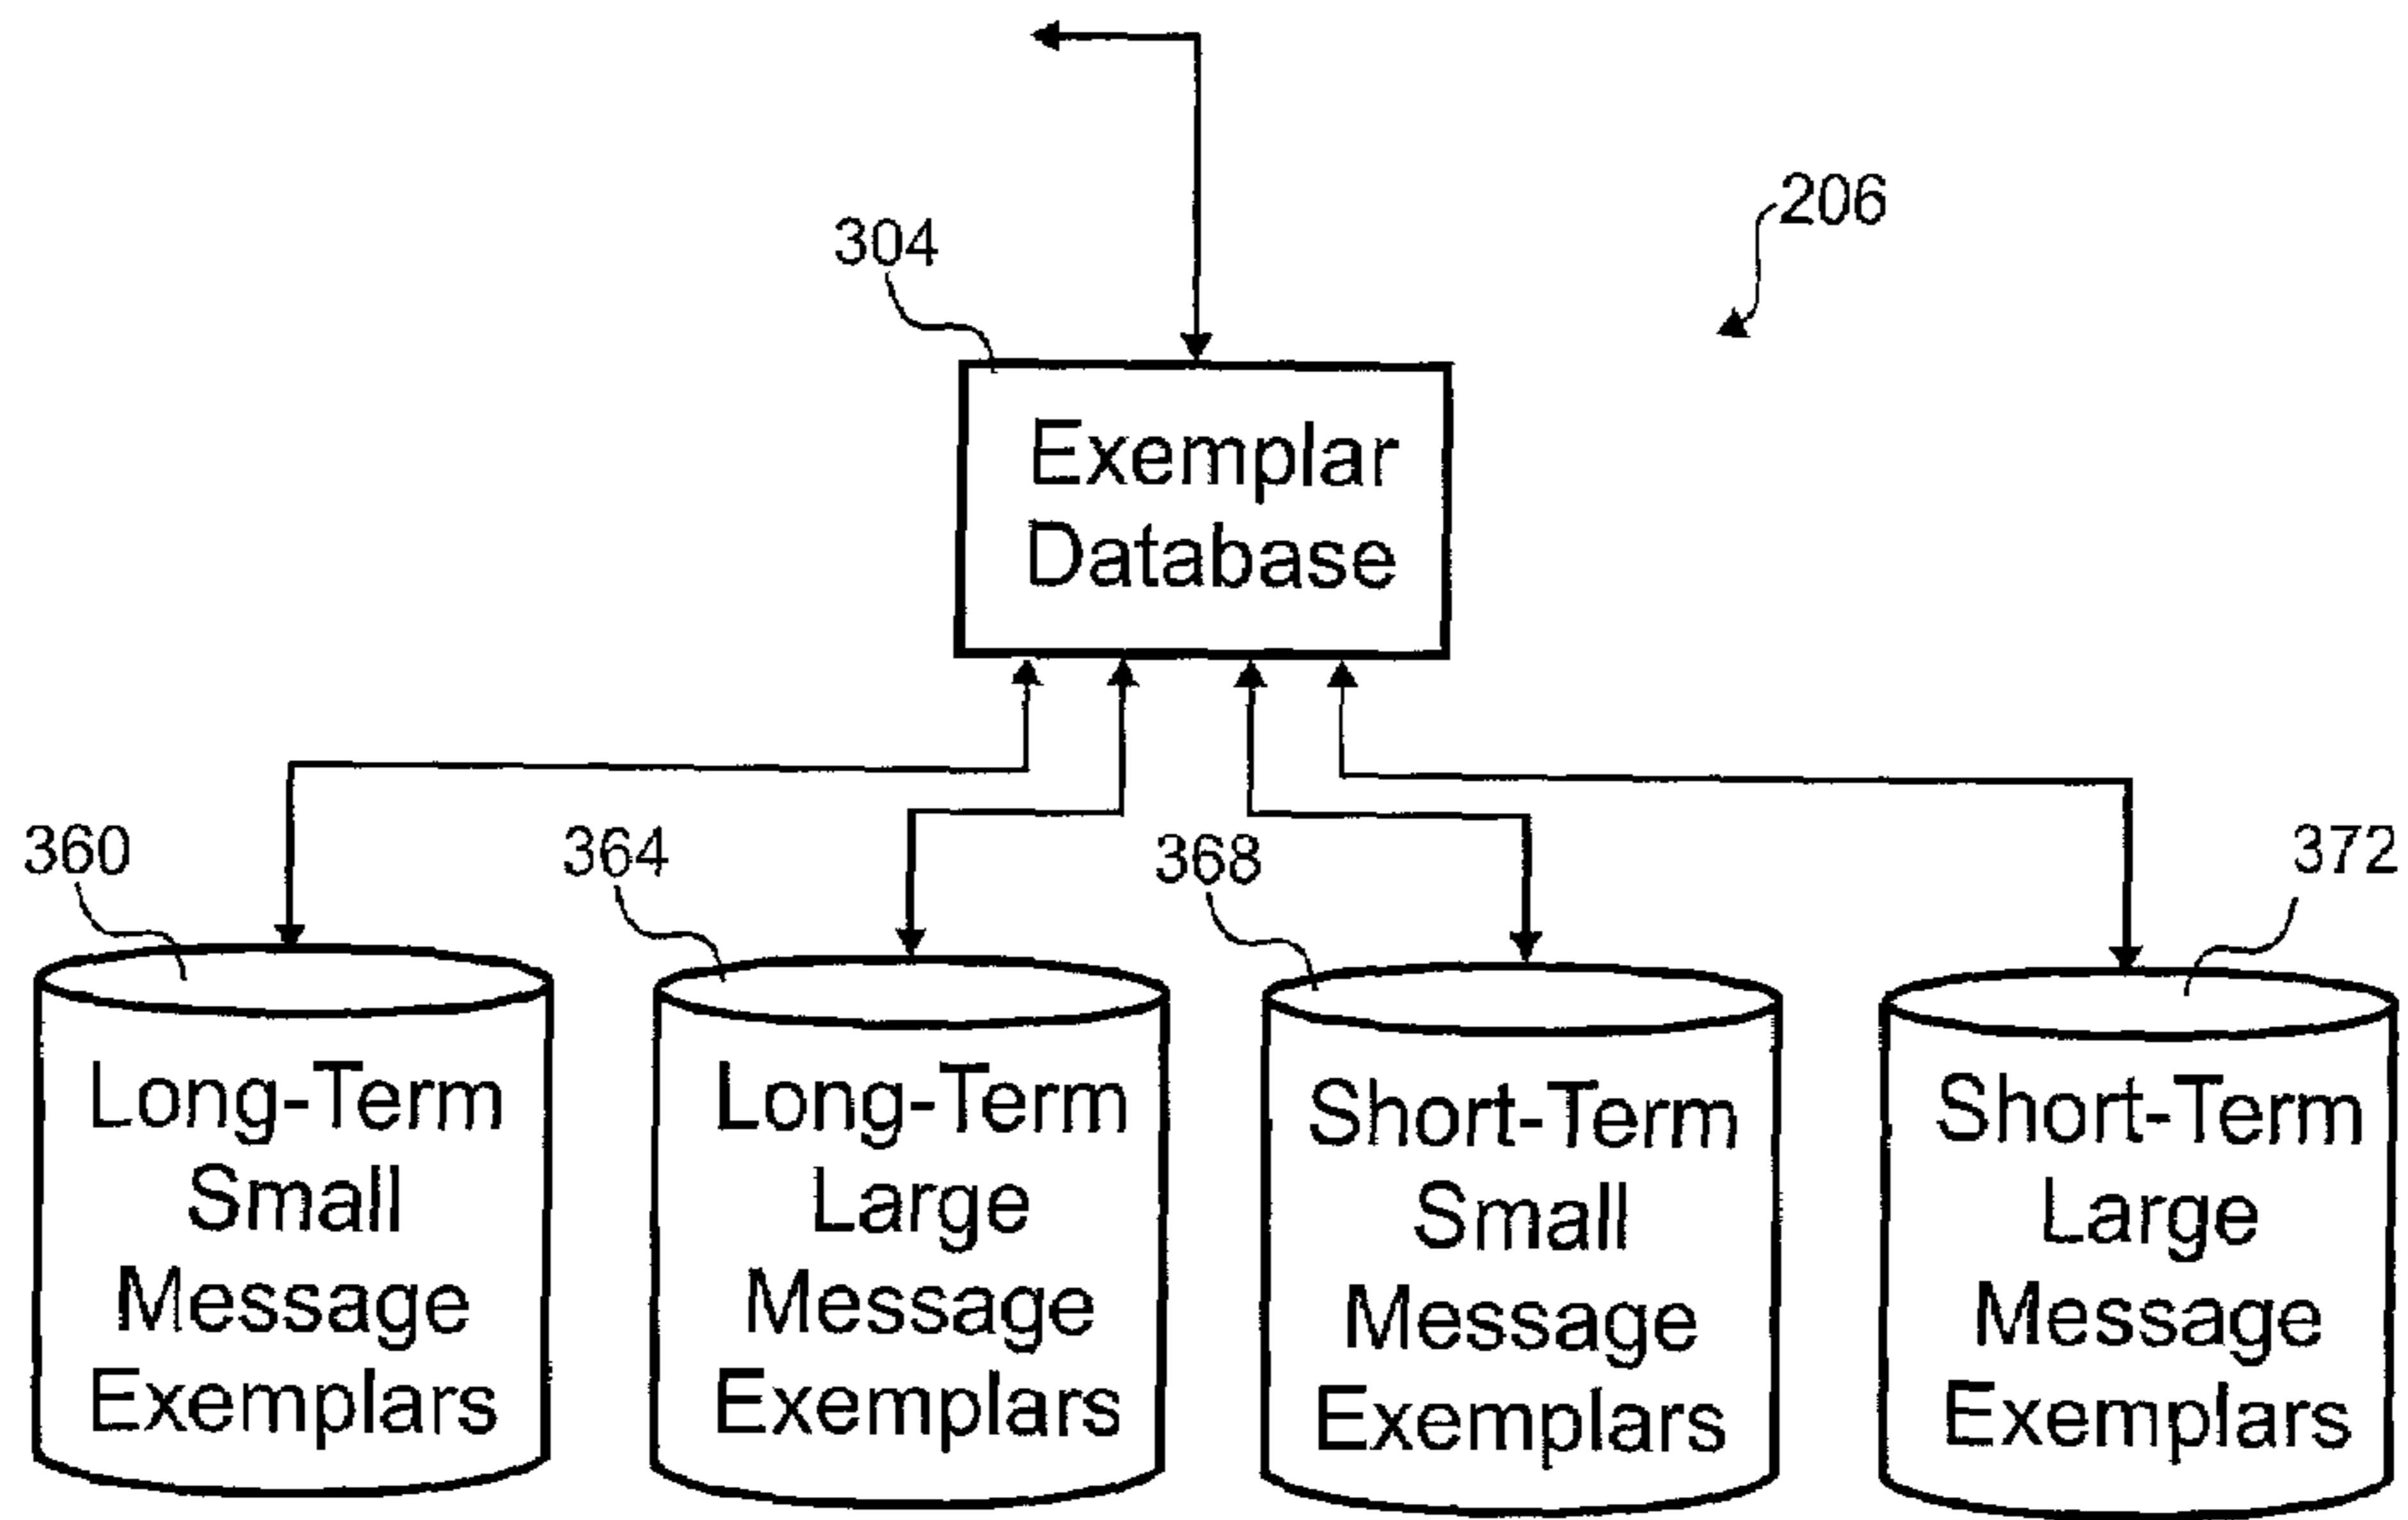 206
304
Exemplar
Database
360
364
368
372
Long-Term
Small
Message
Exemplars
Long-Term
Large
Message
Exemplars
Short-Term
Small
Message
Exemplars
Short-Term
Large
Message
Exemplars